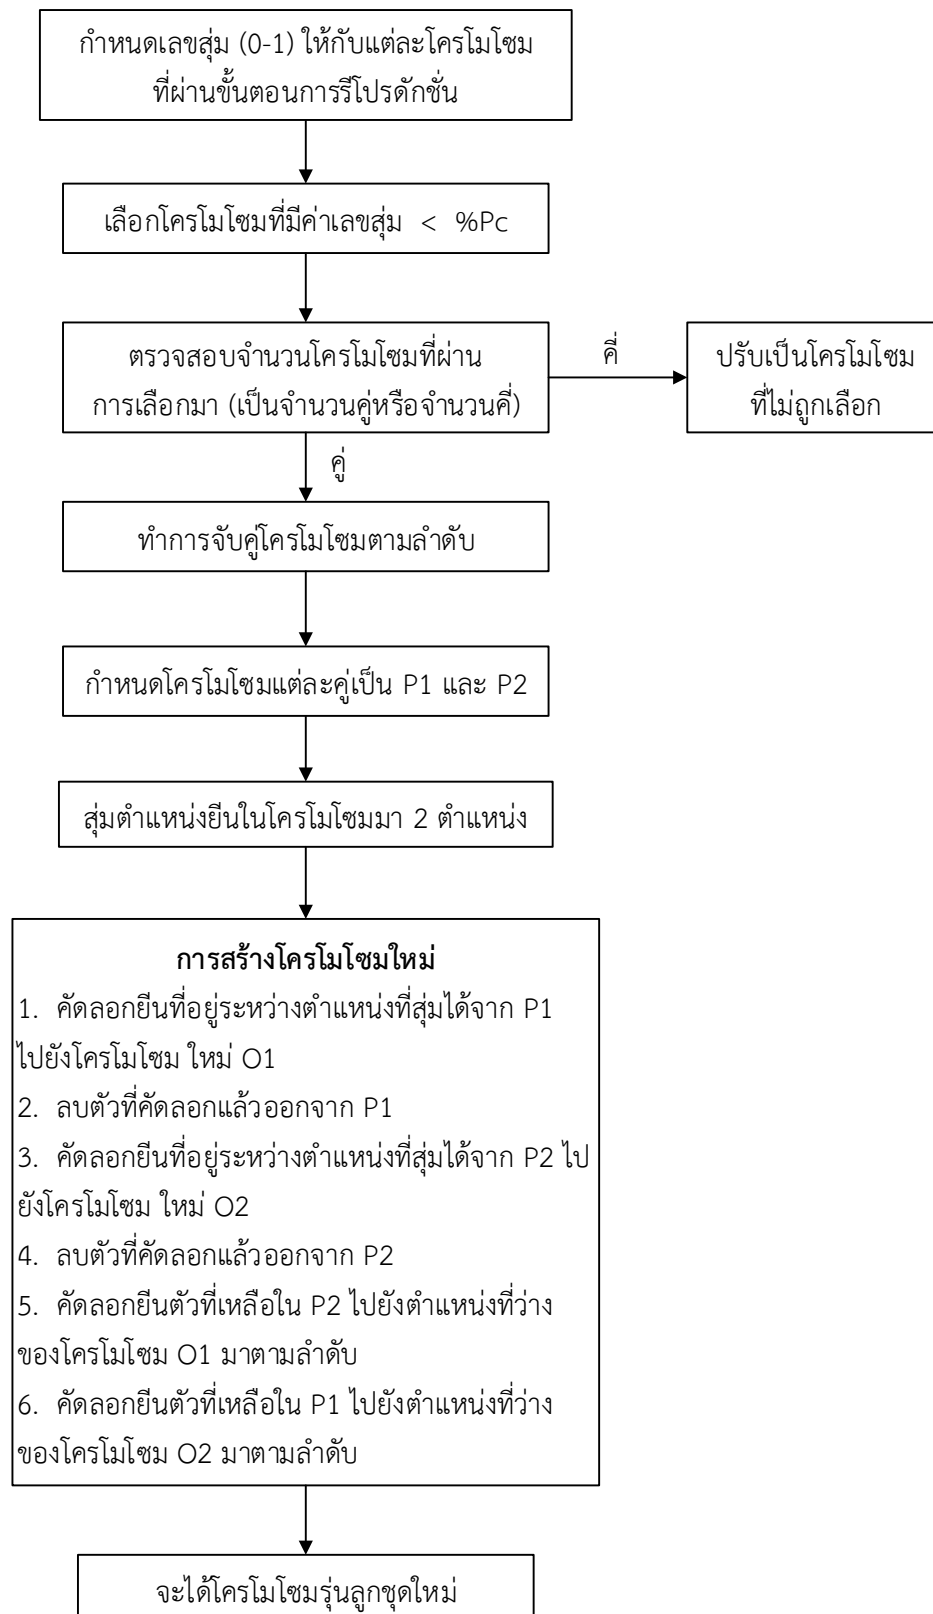 กำหนดเลขสุ่ม (0-1) ให้กับแต่ละโครโมโซม
ที่ผ่านขั้นตอนการรีโปรดักชั่น
เลือกโครโมโซมที่มีค่าเลขสุ่ม < %Pc
ตรวจสอบจำนวนโครโมโซมที่ผ่าน
การเลือกมา (เป็นจำนวนคู่หรือจำนวนคี่)
คี่
ปรับเป็นโครโมโซม
ที่ไม่ถูกเลือก
คู่
ทำการจับคู่โครโมโซมตามลำดับ
กำหนดโครโมโซมแต่ละคู่เป็น P1 และ P2
สุ่มตำแหน่งยีนในโครโมโซมมา 2 ตำแหน่ง
การสร้างโครโมโซมใหม่
1. คัดลอกยีนที่อยู่ระหว่างตำแหน่งที่สุ่มได้จาก P1
ไปยังโครโมโซม ใหม่ O1
2. ลบตัวที่คัดลอกแล้วออกจาก P1
3. คัดลอกยีนที่อยู่ระหว่างตำแหน่งที่สุ่มได้จาก P2 ไป
ยังโครโมโซม ใหม่ O2
4. ลบตัวที่คัดลอกแล้วออกจาก P2
5. คัดลอกยีนตัวที่เหลือใน P2 ไปยังตำแหน่งที่ว่าง
ของโครโมโซม O1 มาตามลำดับ
6. คัดลอกยีนตัวที่เหลือใน P1 ไปยังตำแหน่งที่ว่าง
ของโครโมโซม O2 มาตามลำดับ
จะได้โครโมโซมรุ่นลูกชุดใหม่